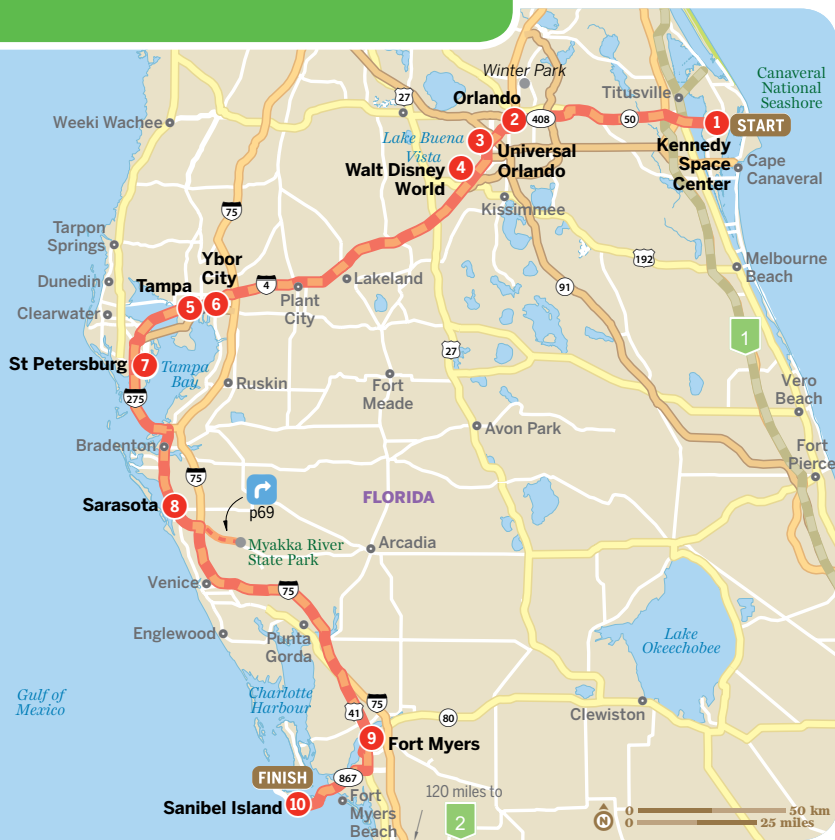 Winter Park
Canaveral
National
Seashore
27
Titusville
Orlando
2
408
50
1
START
Weeki Wachee
Lake Buena
Vista
3
Universal
Orlando
Kennedy
Space
Center
Cape
Canaveral
4
Walt Disney
World
Kissimmee
75
Tarpon
Springs
Ybor
City
192
Melbourne
Beach
Dunedin
Tampa
4
Lakeland
91
Clearwater
5
6
Plant
City
1
St Petersburg
7
Tampa
Bay
27
275
Ruskin
Fort
Meade
Vero
Beach
Bradenton
Avon Park
Fort
Pierce
75
Sarasota
8
p69
FLORIDA
Myakka River
State Park
Arcadia
Venice
75
Englewood
Punta
Gorda
Lake
Okeechobee
Gulf of
Mexico
Charlotte
Harbour
41
75
80
Clewiston
9
Fort Myers
FINISH
867
Sanibel Island
10
Fort
Myers
Beach
120 miles to
2
N
0
50 km
0
25 miles